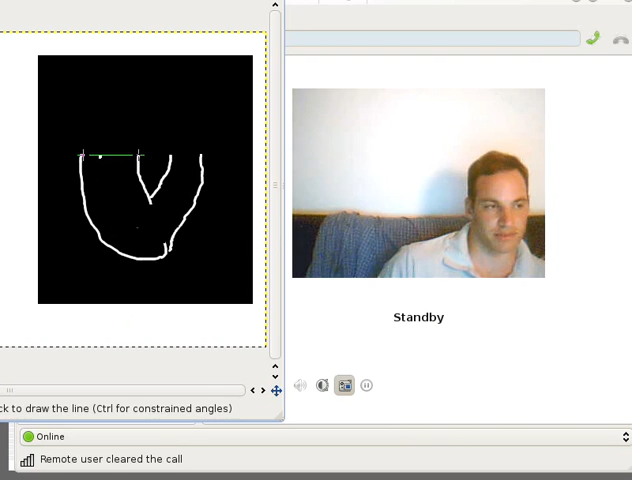 Standby
ck to draw the line (Ctrl for constrained angles)
Online
Remote user cleared the call